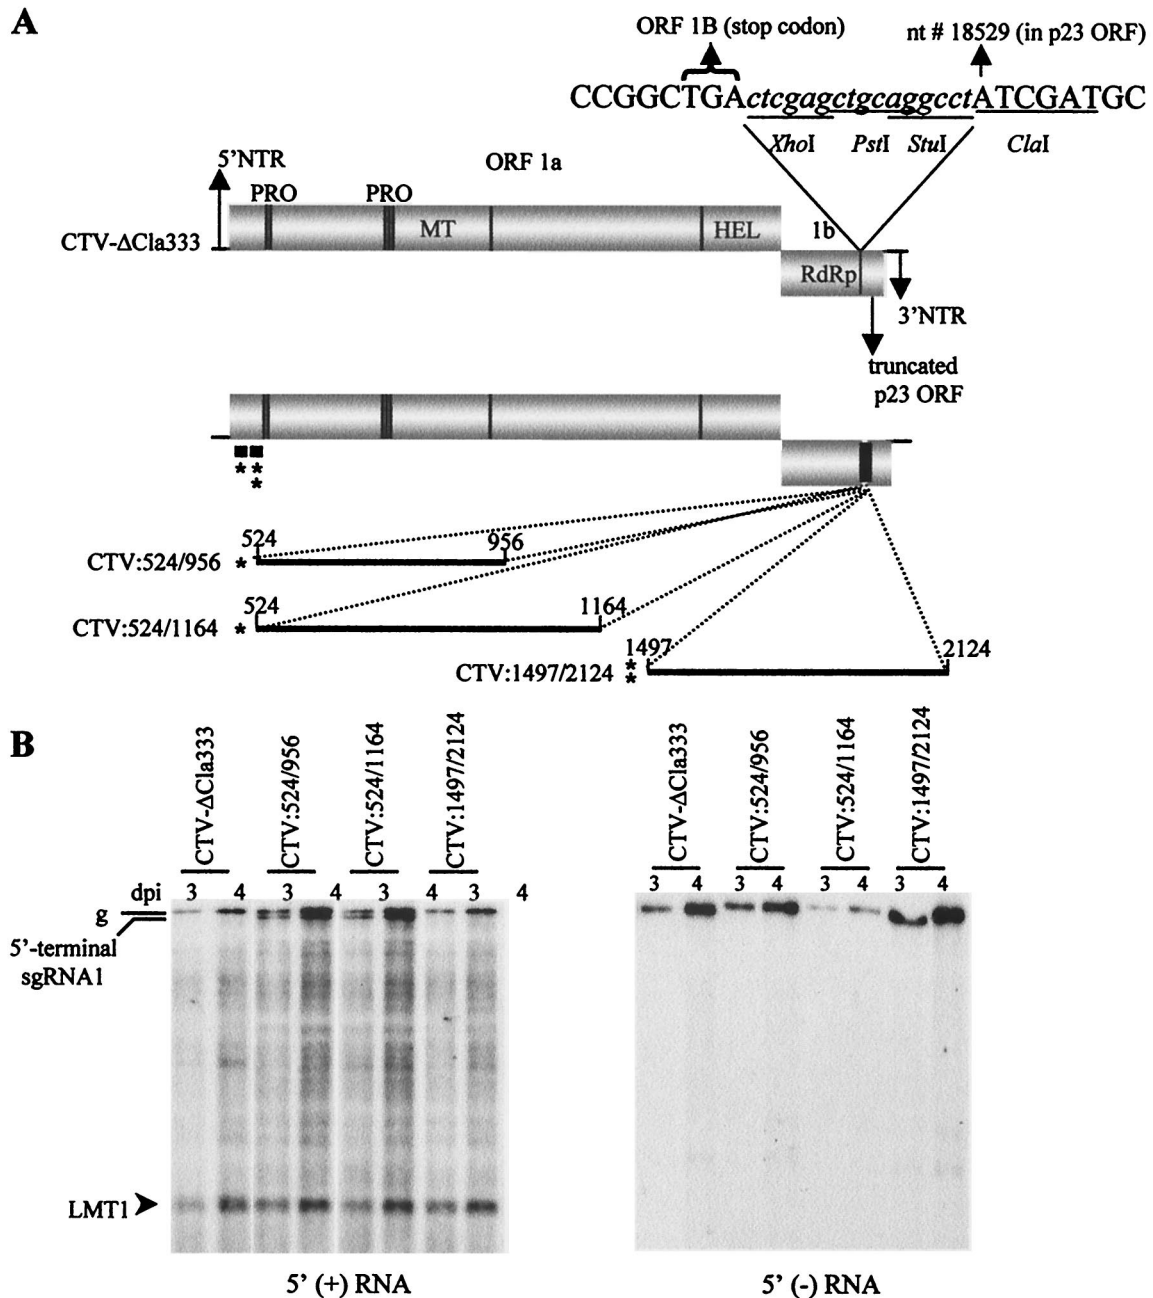 A
ORF 1B (stop codon)
nt # 18529 (in p23 ORF)
CCGGCTGActcgagctgcaggcctATCGATGC
XhoI PstI StuI ClaI
5'NTR
ORF 1a
PRO PRO
CTV-ΔCla333
MT
HEL
1b
RdRp
3'NTR
truncated
p23 ORF
* *
*
524 956
CTV:524/956 *
524 1164
CTV:524/1164 *
1497 2124
CTV:1497/2124 *
*
B
CTV-ΔCla333
CTV:524/956
CTV:524/1164
CTV:1497/2124
dpi 3 4 3 4 3 4 3 4
g
5'-terminal
sgRNA1
LMT1
5' (+) RNA
CTV-ΔCla333
CTV:524/956
CTV:524/1164
CTV:1497/2124
3 4 3 4 3 4 3 4
5' (-) RNA